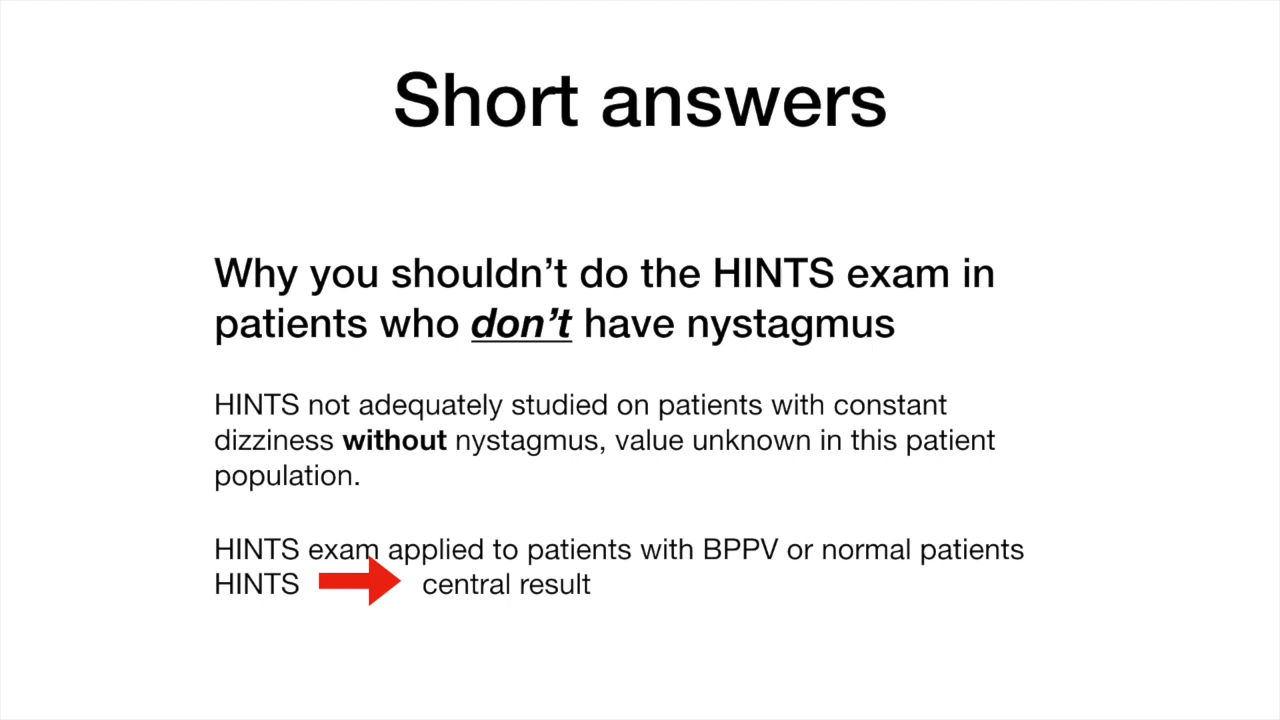 Short answers
Why you shouldn’t do the HINTS exam in
patients who don’t have nystagmus
HINTS not adequately studied on patients with constant
dizziness without nystagmus, value unknown in this patient
population.
HINTS exam applied to patients with BPPV or normal patients
HINTS central result